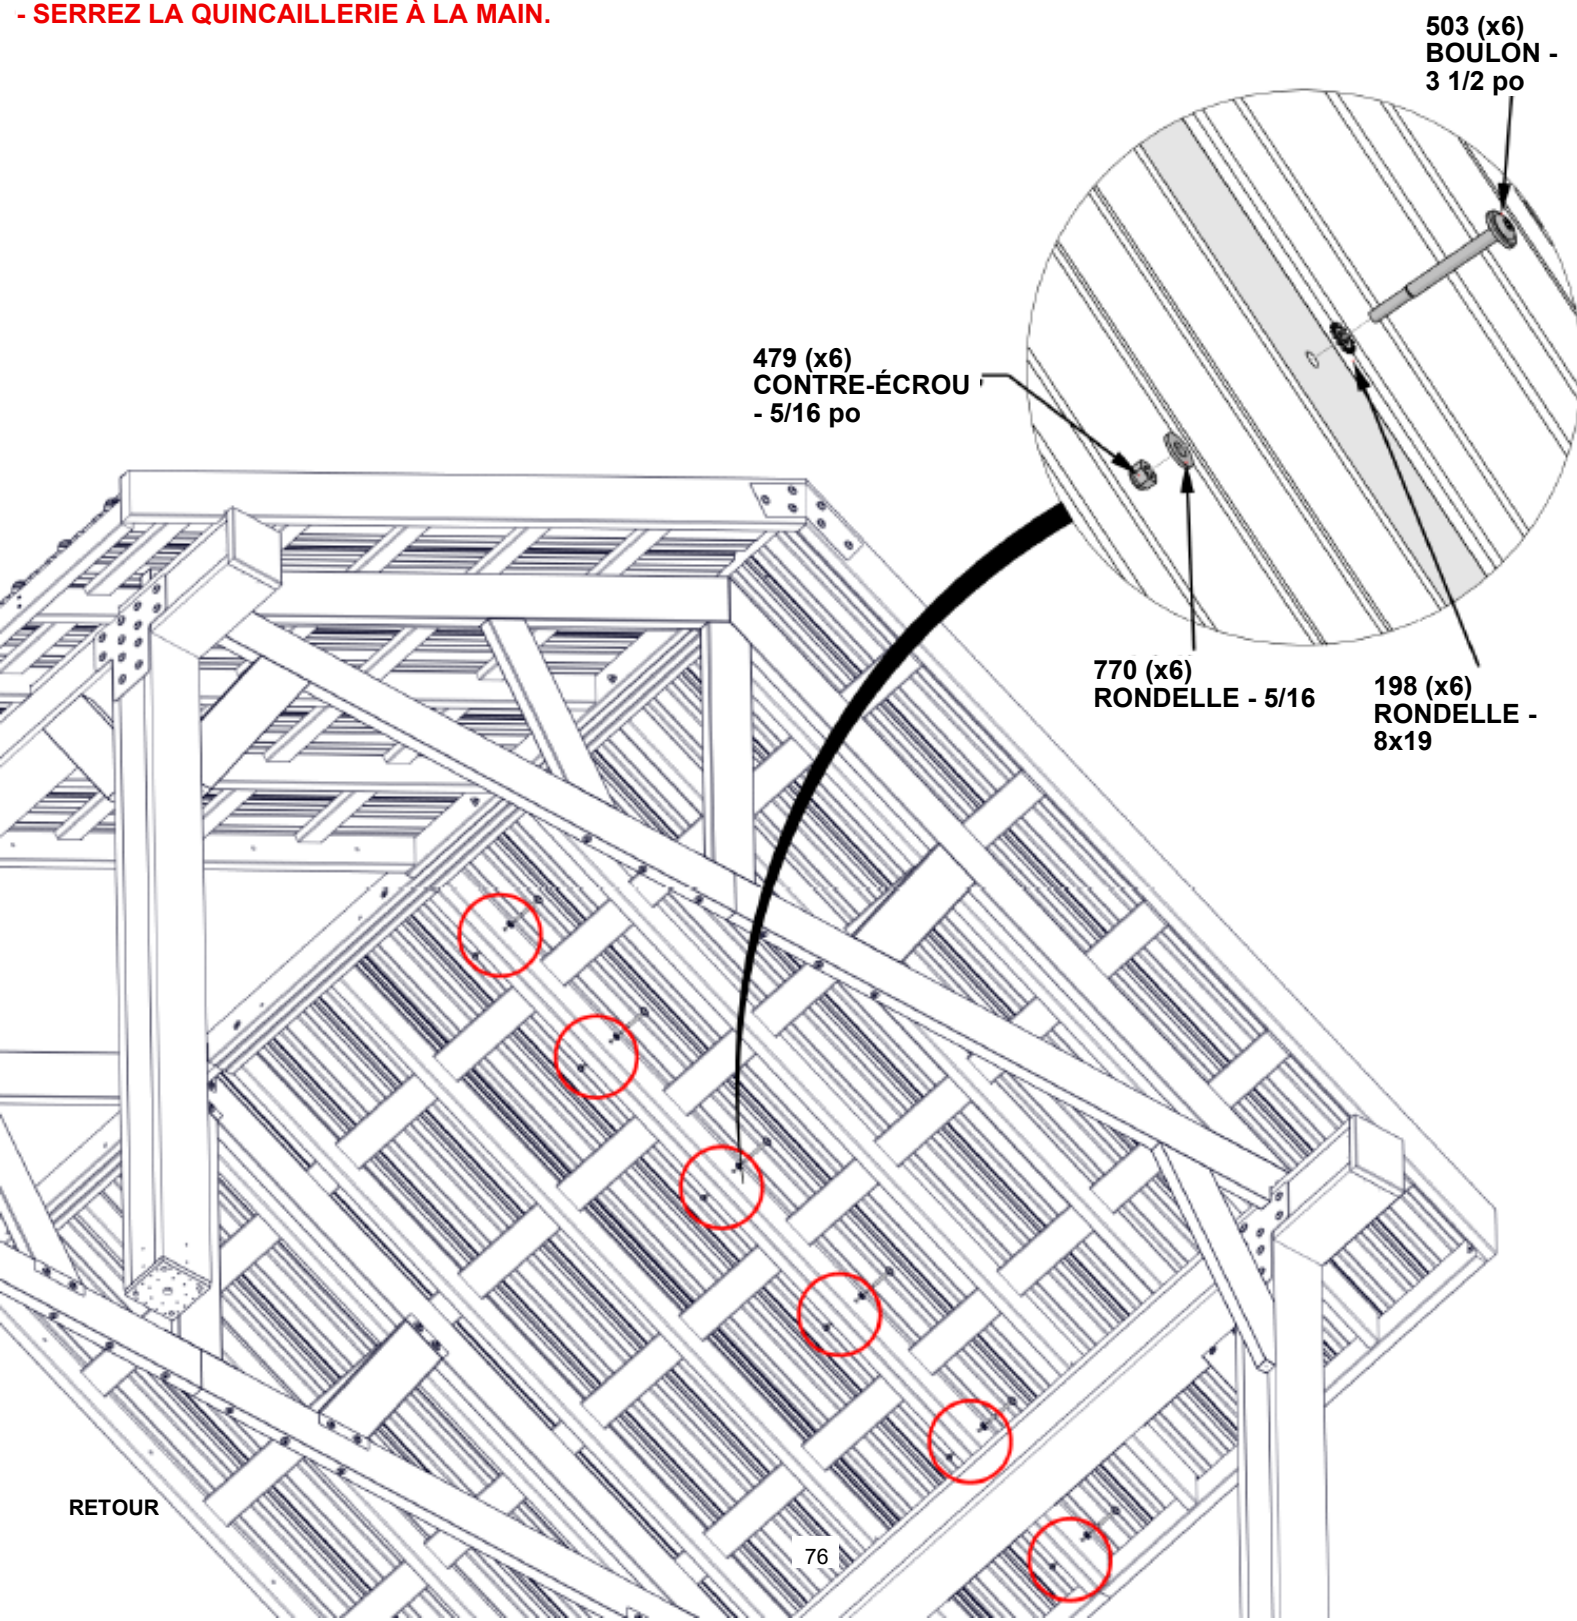 - SERREZ LA QUINCAILLERIE À LA MAIN.
503 (x6)
BOULON -
3 1/2 po
479 (x6)
CONTRE-ÉCROU
- 5/16 po
770 (x6)
RONDELLE - 5/16
198 (x6)
RONDELLE -
8x19
RETOUR
76